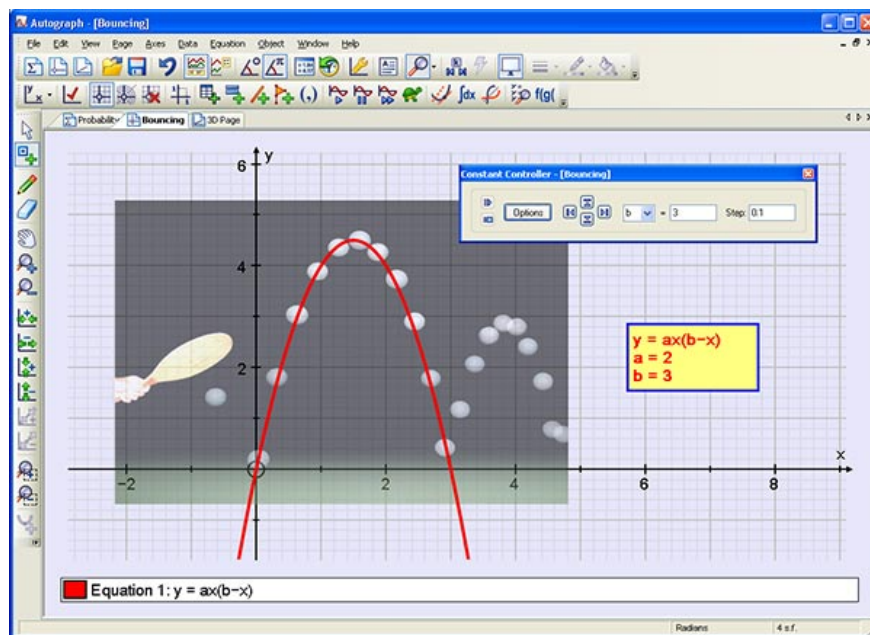 Autograph - [Bouncing]
File Edit View Page Axes Data Equation Object Window Help
∫dx f(g(
Probability Bouncing 3D Page
6 y
Constant Controller - [Bouncing]
Options b = 3 Step: 0.1
4
y = ax(b-x)
a = 2
b = 3
2
x
-2 0 2 4 6 8
Equation 1: y = ax(b-x)
Radians 4 s.f.